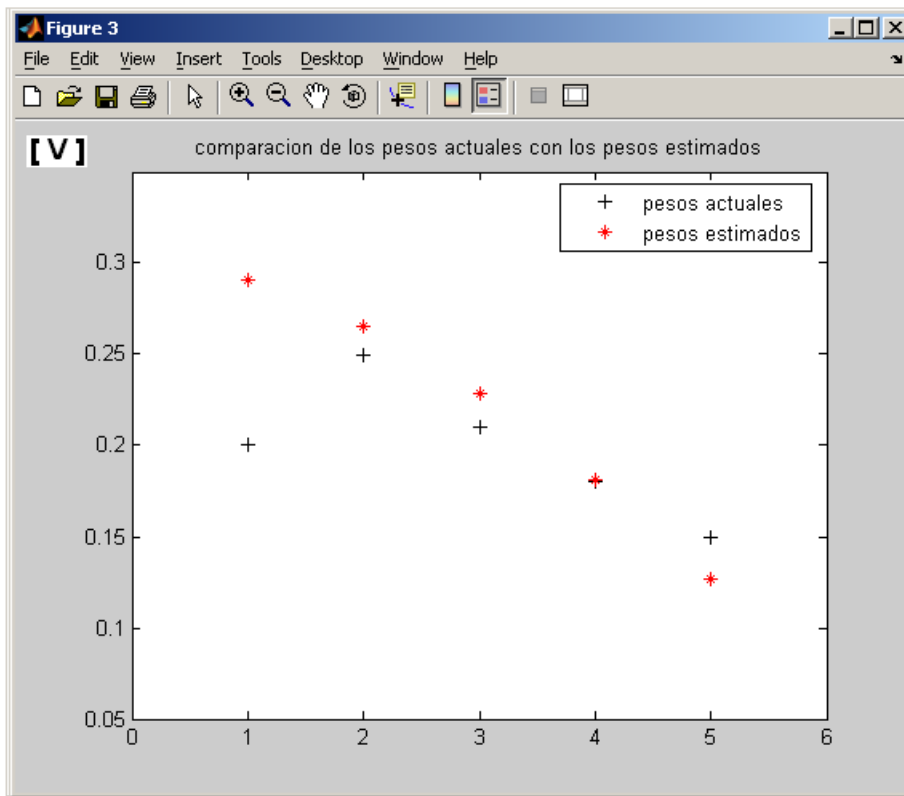 Figure 3
File Edit View Insert Tools Desktop Window Help
[ V ]
comparacion de los pesos actuales con los pesos estimados
pesos actuales
pesos estimados
0.3
0.25
0.2
0.15
0.1
0.05
0 1 2 3 4 5 6